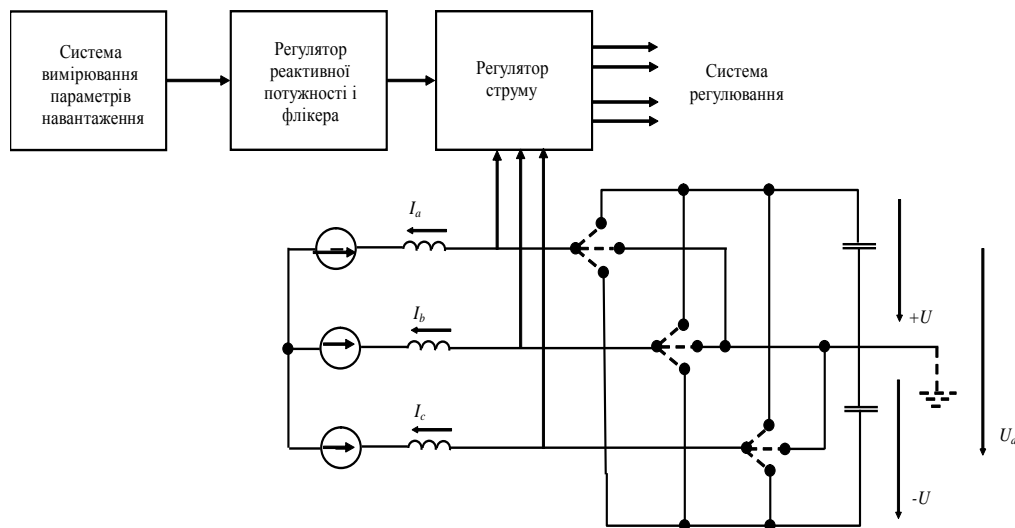 Система
вимірювання
параметрів
навантаження
Регулятор
реактивної
потужності і
флікера
Регулятор
струму
Система
регулювання
Ia
Ib
Ic
+U
Ud
-U